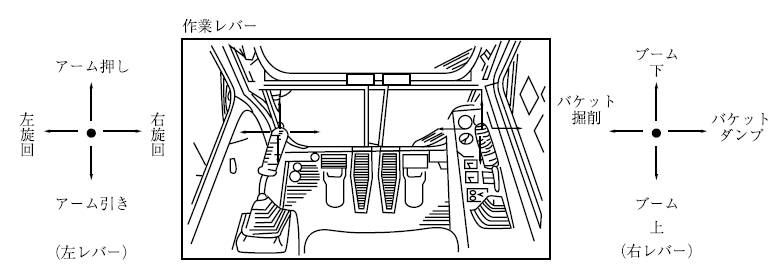 作業レバー
アーム押し
左旋回
右旋回
アーム引き
(左レバー)
ブーム
下
バケット
掘削
バケット
ダンプ
ブーム
上
(右レバー)